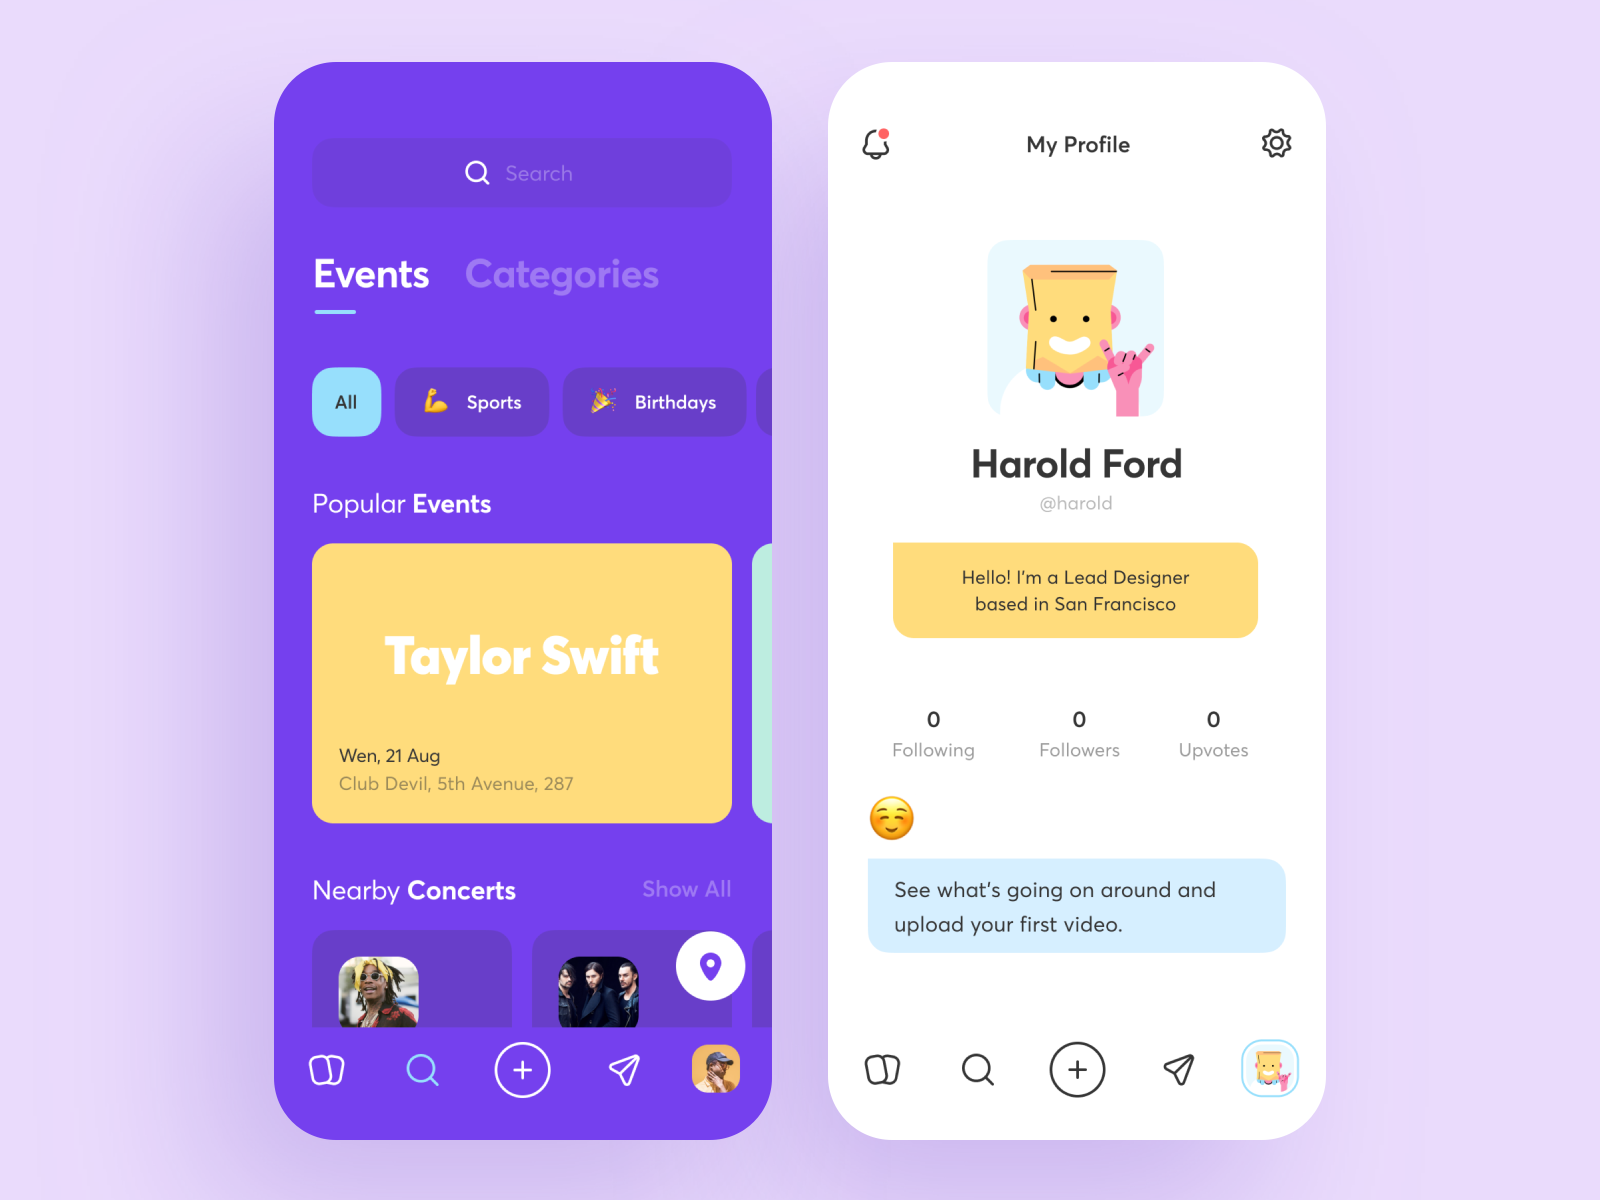 Search
Events
Categories
All
Sports
Birthdays
Popular Events
Taylor Swift
Wen, 21 Aug
Club Devil, 5th Avenue, 287
Nearby Concerts
Show All
My Profile
Harold Ford
@harold
Hello! I'm a Lead Designer
based in San Francisco
0
Following
0
Followers
0
Upvotes
See what's going on around and
upload your first video.